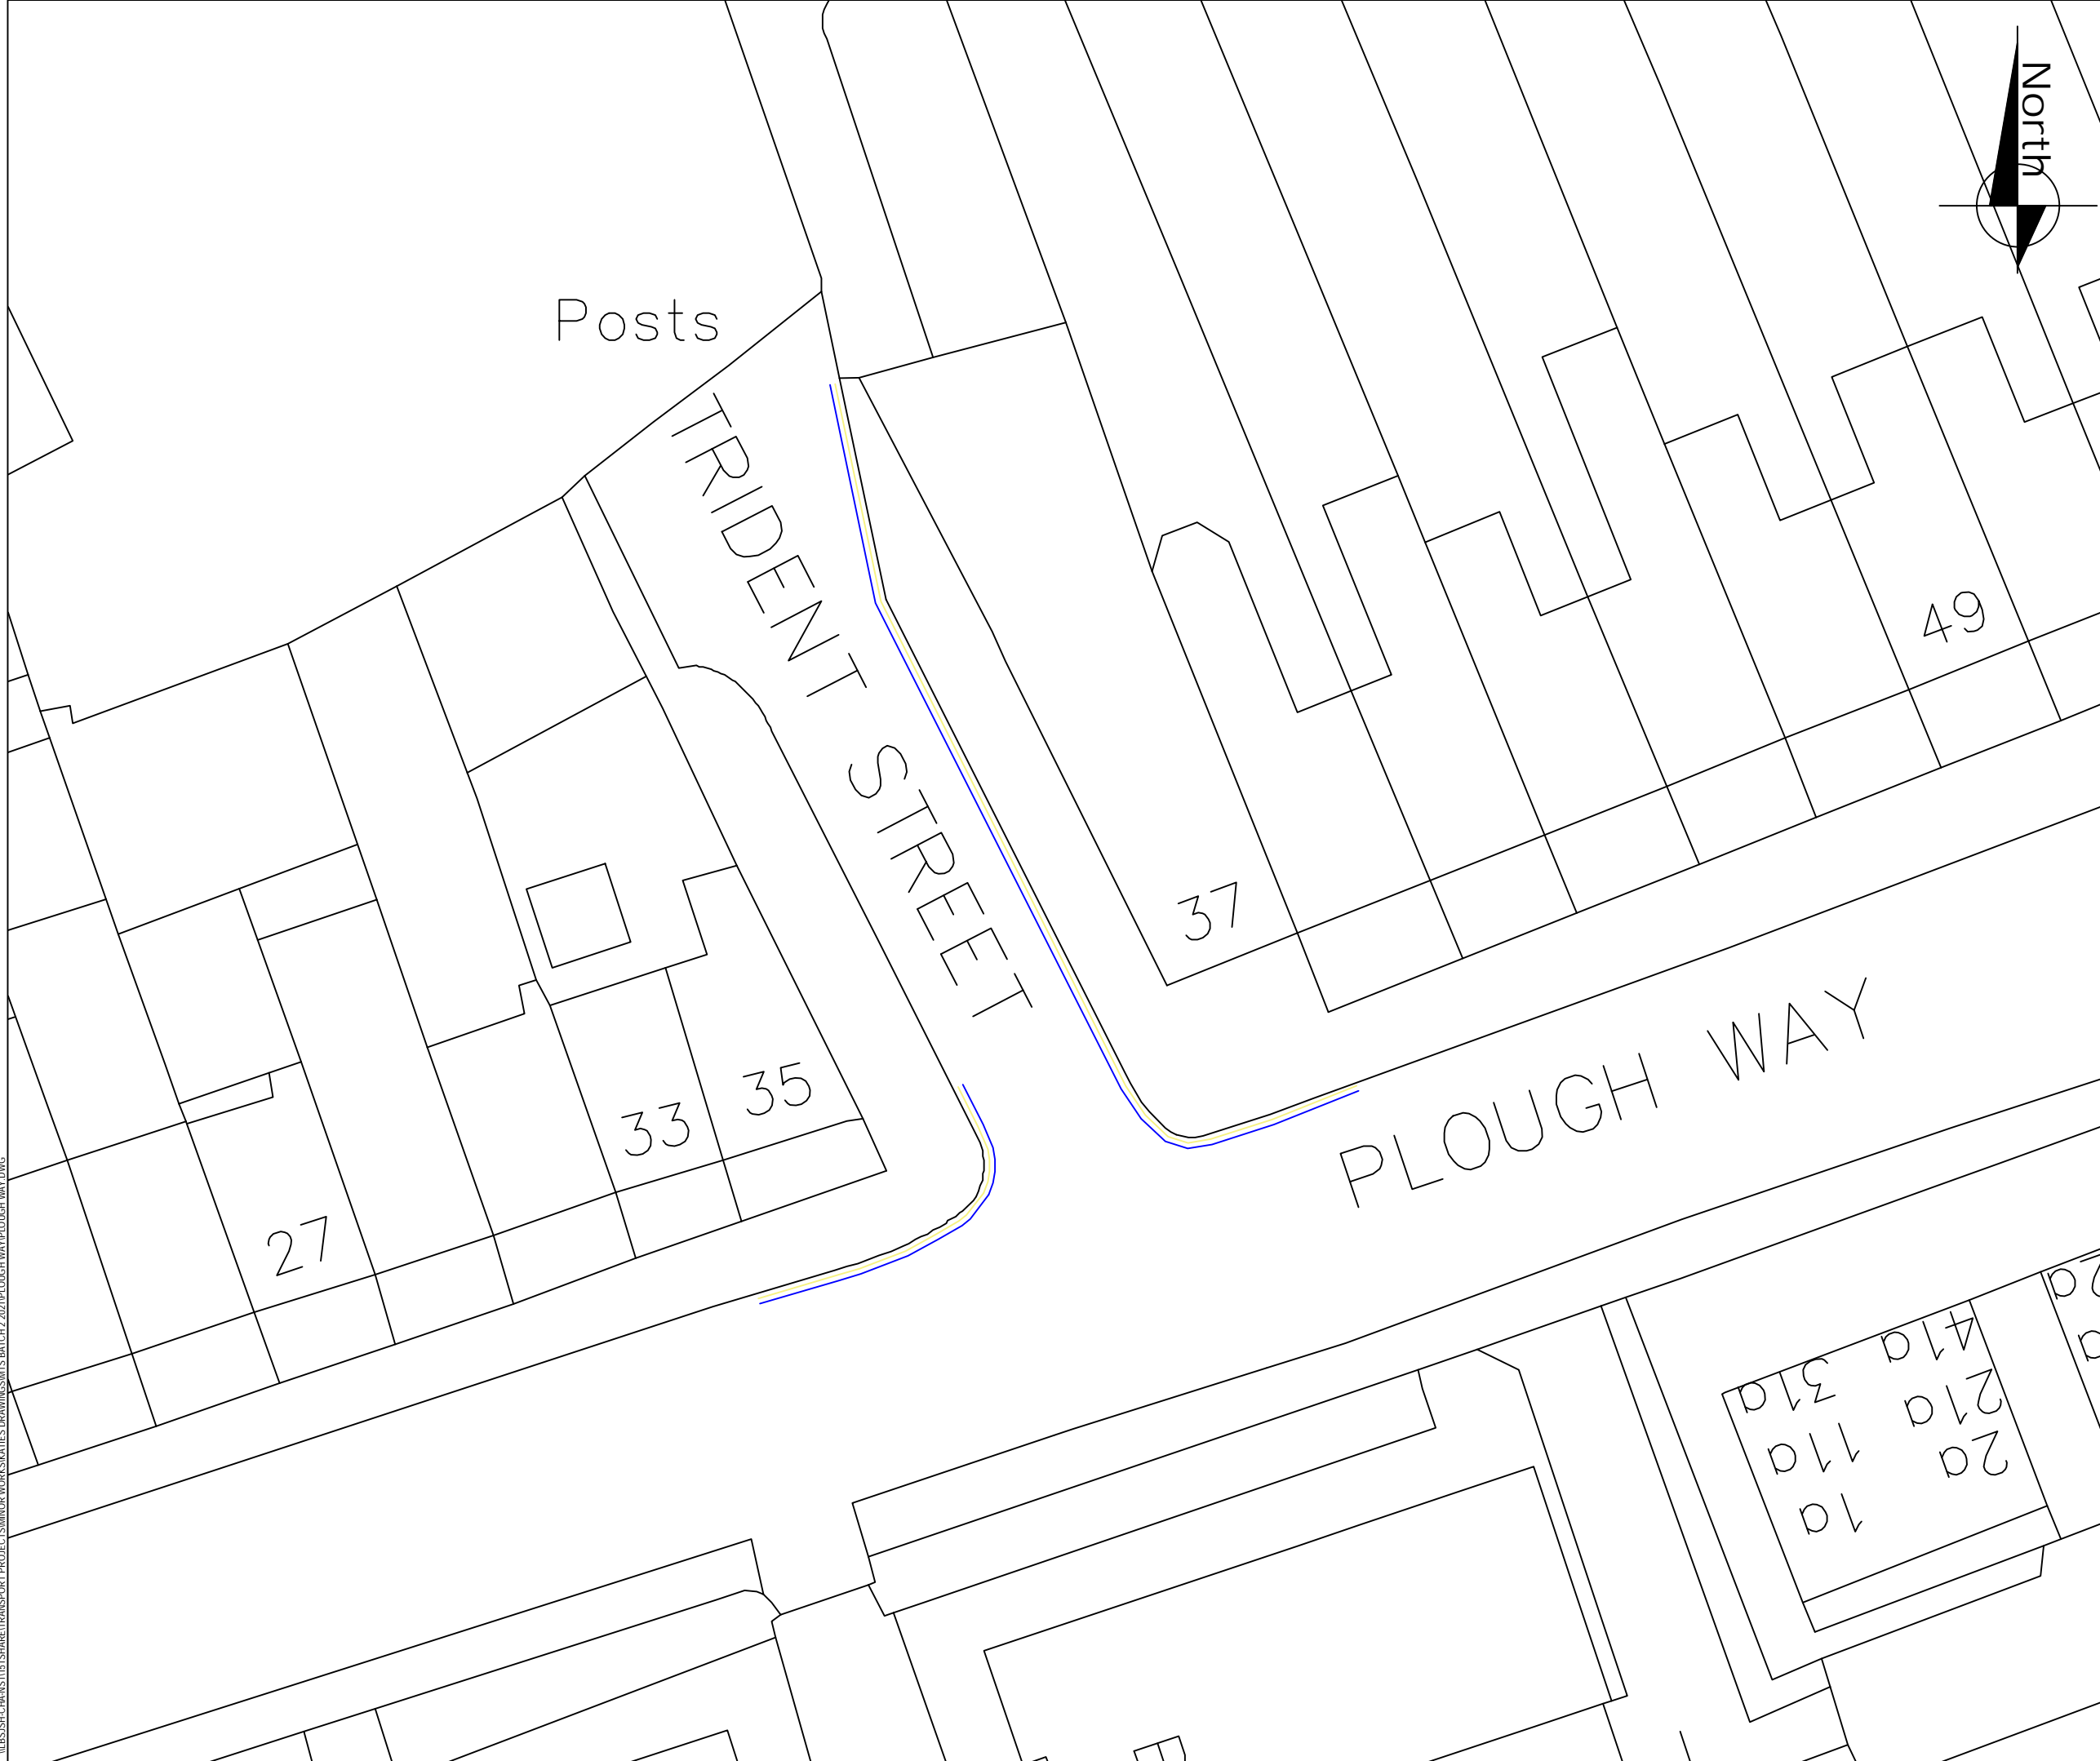 North
Posts
TRIDENT STREET
49
37
PLOUGH WAY
35
33
27
41a
31a
21a
11a
2a
1a